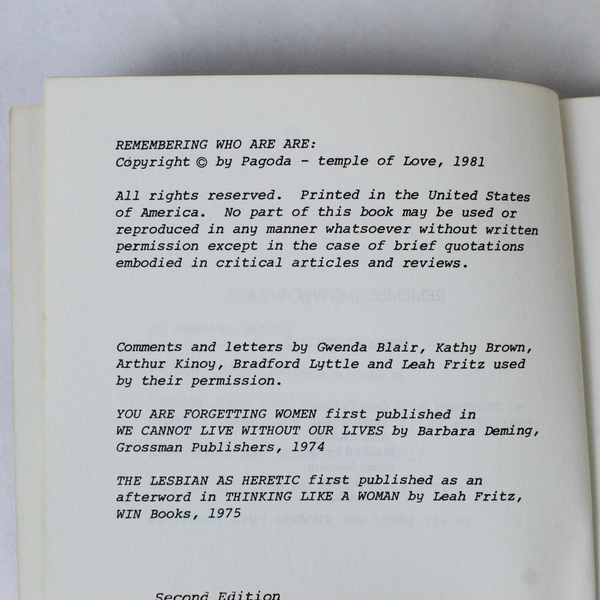 REMEMBERING WHO ARE ARE:
Copyright © by Pagoda - temple of Love, 1981
All rights reserved. Printed in the United States
of America. No part of this book may be used or
reproduced in any manner whatsoever without written
permission except in the case of brief quotations
embodied in critical articles and reviews.
Comments and letters by Gwenda Blair, Kathy Brown,
Arthur Kinoy, Bradford Lyttle and Leah Fritz used
by their permission.
YOU ARE FORGETTING WOMEN first published in
WE CANNOT LIVE WITHOUT OUR LIVES by Barbara Deming,
Grossman Publishers, 1974
THE LESBIAN AS HERETIC first published as an
afterword in THINKING LIKE A WOMAN by Leah Fritz,
WIN Books, 1975
Second Edition